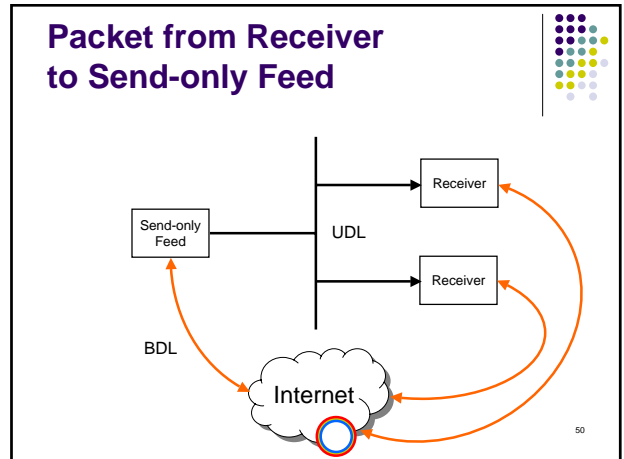 Packet from Receiver
to Send-only Feed
Receiver
Send-only
Feed
UDL
Receiver
BDL
Internet
50